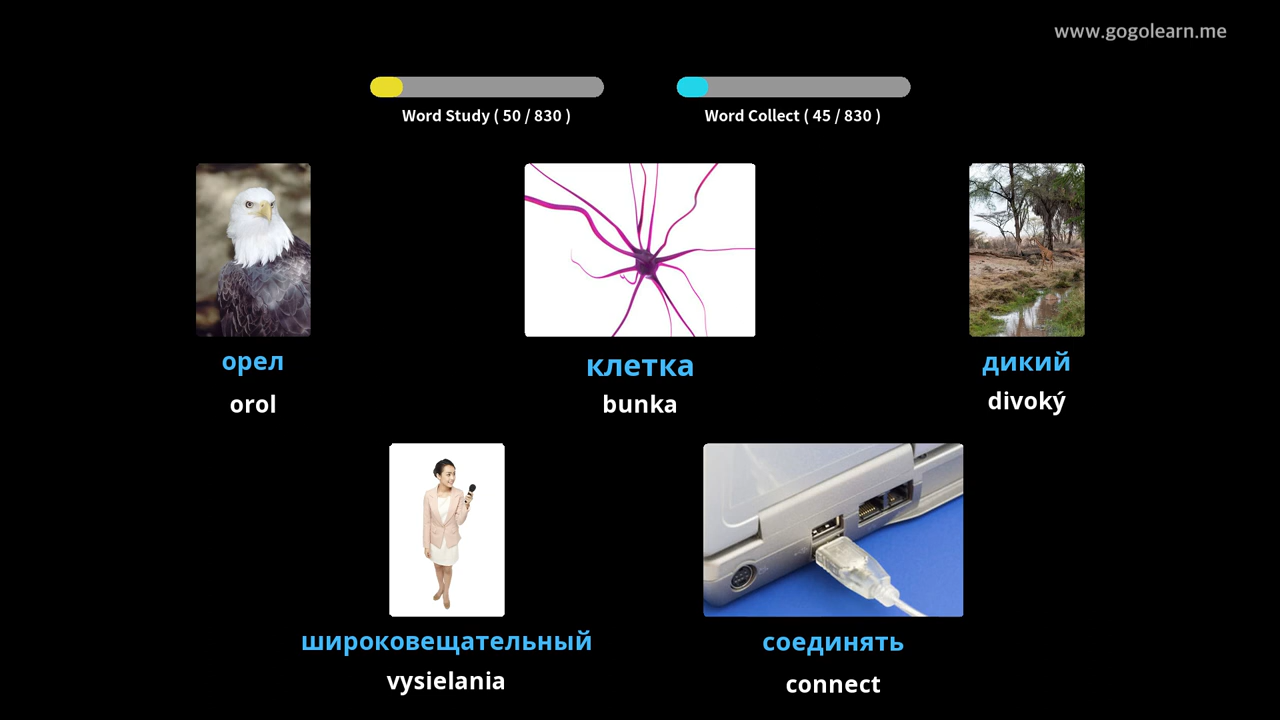 www.gogolearn.me
Word Study ( 50 / 830 )
Word Collect ( 45 / 830 )
орел
клетка
дикий
orol
bunka
divoký
широковещательный
соединять
vysielania
connect